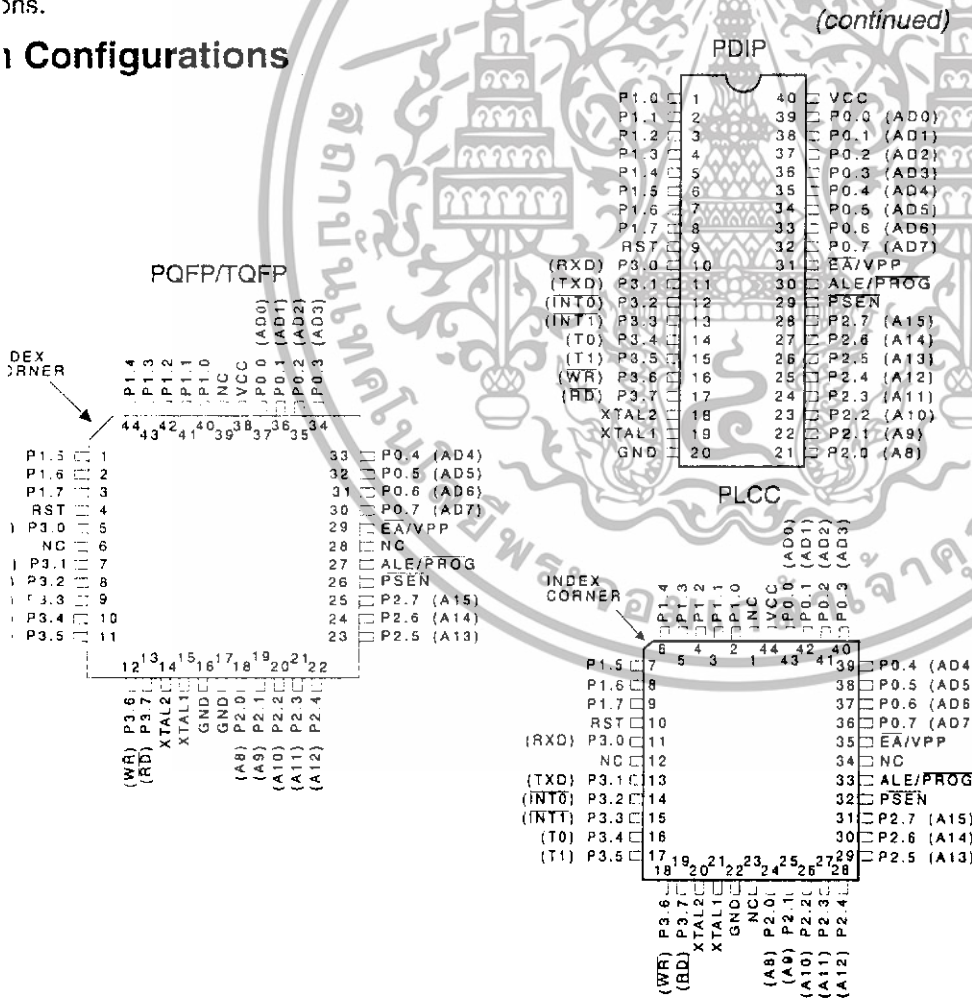 ons.
(continued)
n Configurations
PDIP
P1.0 1 40 VCC
P1.1 2 39 P0.0 (AD0)
P1.2 3 38 P0.1 (AD1)
P1.3 4 37 P0.2 (AD2)
P1.4 5 36 P0.3 (AD3)
P1.5 6 35 P0.4 (AD4)
P1.6 7 34 P0.5 (AD5)
P1.7 8 33 P0.6 (AD6)
RST 9 32 P0.7 (AD7)
(RXD) P3.0 10 31 EA/VPP
(TXD) P3.1 11 30 ALE/PROG
(INT0) P3.2 12 29 PSEN
(INT1) P3.3 13 28 P2.7 (A15)
(T0) P3.4 14 27 P2.6 (A14)
(T1) P3.5 15 26 P2.5 (A13)
(WR) P3.6 16 25 P2.4 (A12)
(RD) P3.7 17 24 P2.3 (A11)
XTAL2 18 23 P2.2 (A10)
XTAL1 19 22 P2.1 (A9)
GND 20 21 P2.0 (A8)
PQFP/TQFP
DEX
ORNER
P1.4
P1.3
P1.2
P1.1
P1.0
NC
VCC
P0.0 (AD0)
P0.1 (AD1)
P0.2 (AD2)
P0.3 (AD3)
44 43 42 41 40 39 38 37 36 35 34
P1.5 1 33 P0.4 (AD4)
P1.6 2 32 P0.5 (AD5)
P1.7 3 31 P0.6 (AD6)
RST 4 30 P0.7 (AD7)
) P3.0 5 29 EA/VPP
NC 6 28 NC
) P3.1 7 27 ALE/PROG
) P3.2 8 26 PSEN
) P3.3 9 25 P2.7 (A15)
) P3.4 10 24 P2.6 (A14)
) P3.5 11 23 P2.5 (A13)
12 13 14 15 16 17 18 19 20 21 22
(WR) P3.6
(RD) P3.7
XTAL2
XTAL1
GND
GND
(A8) P2.0
(A9) P2.1
(A10) P2.2
(A11) P2.3
(A12) P2.4
PLCC
INDEX
CORNER
P1.4
P1.3
P1.2
P1.1
P1.0
NC
VCC
P0.0 (AD0)
P0.1 (AD1)
P0.2 (AD2)
P0.3 (AD3)
6 5 4 3 2 1 44 43 42 41 40
P1.5 7 39 P0.4 (AD4
P1.6 8 38 P0.5 (AD5
P1.7 9 37 P0.6 (AD6
RST 10 36 P0.7 (AD7
(RXD) P3.0 11 35 EA/VPP
NC 12 34 NC
(TXD) P3.1 13 33 ALE/PROG
(INT0) P3.2 14 32 PSEN
(INT1) P3.3 15 31 P2.7 (A15)
(T0) P3.4 16 30 P2.6 (A14)
(T1) P3.5 17 29 P2.5 (A13)
18 19 20 21 22 23 24 25 26 27 28
(WR) P3.6
(RD) P3.7
XTAL2
XTAL1
GND
NC
(A8) P2.0
(A9) P2.1
(A10) P2.2
(A11) P2.3
(A12) P2.4